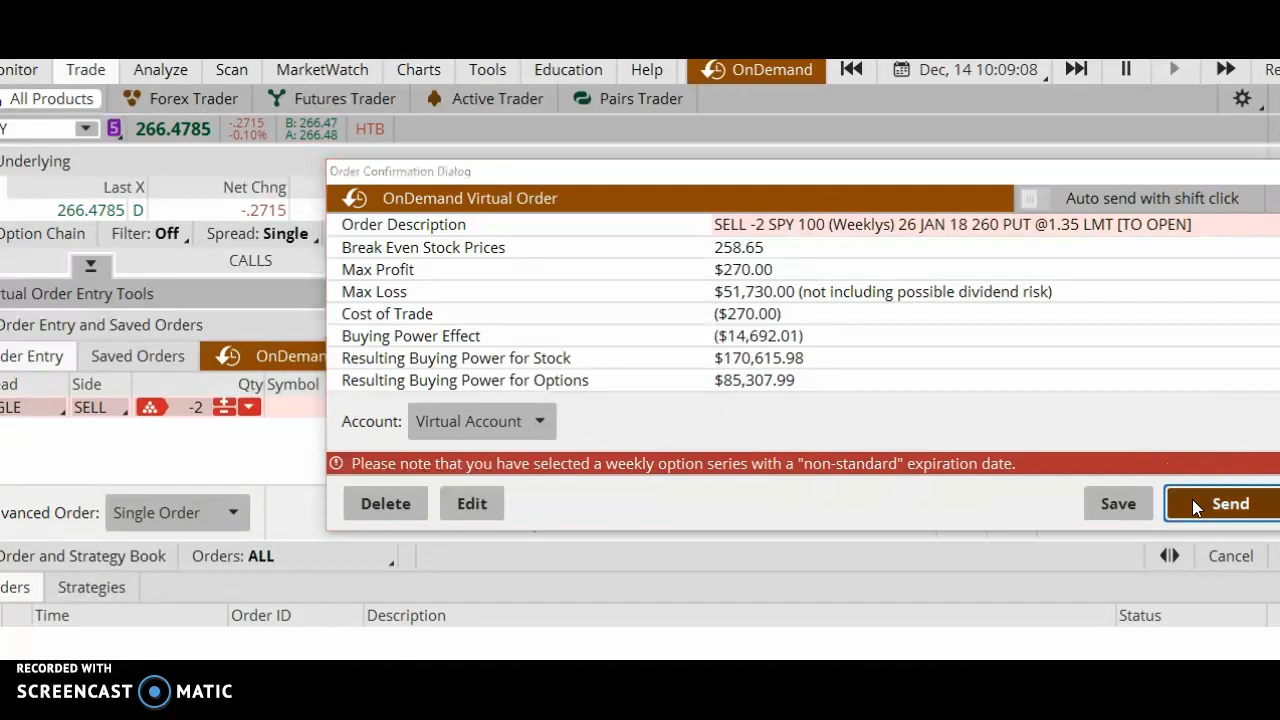 onitor Trade Analyze Scan MarketWatch Charts Tools Education Help OnDemand Dec, 14 10:09:08 Re
All Products Forex Trader Futures Trader Active Trader Pairs Trader
Y 5 266.4785 -.2715 -0.10% B: 266.47 A: 266.48 HTB
Underlying
Last X Net Chng
266.4785 D -.2715
Option Chain Filter: Off Spread: Single
CALLS
rtual Order Entry Tools
Order Entry and Saved Orders
der Entry Saved Orders OnDeman
ead Side Qty Symbol
GLE SELL -2
Order Confirmation Dialog
OnDemand Virtual Order Auto send with shift click
Order Description SELL -2 SPY 100 (Weeklys) 26 JAN 18 260 PUT @1.35 LMT [TO OPEN]
Break Even Stock Prices 258.65
Max Profit $270.00
Max Loss $51,730.00 (not including possible dividend risk)
Cost of Trade ($270.00)
Buying Power Effect ($14,692.01)
Resulting Buying Power for Stock $170,615.98
Resulting Buying Power for Options $85,307.99
Account: Virtual Account
Please note that you have selected a weekly option series with a "non-standard" expiration date.
Delete Edit Save Send
vanced Order: Single Order
Order and Strategy Book Orders: ALL Cancel
ders Strategies
Time Order ID Description Status
RECORDED WITH
SCREENCAST MATIC